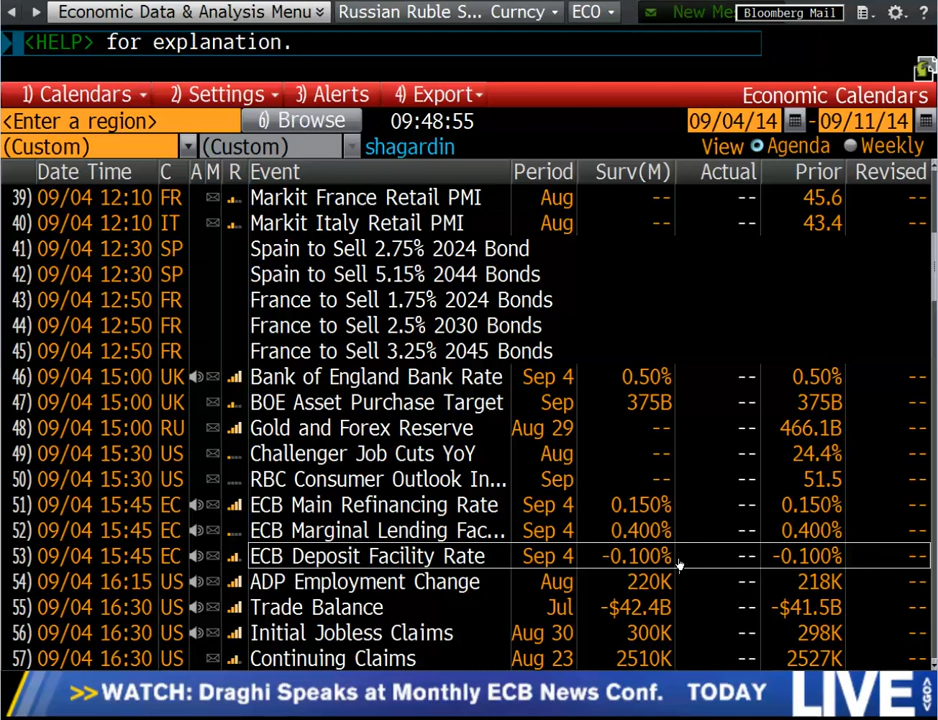 Economic Data & Analysis Menu Russian Ruble S... Curncy ECO New Me Bloomberg Mail ?
<HELP> for explanation.
1) Calendars 2) Settings 3) Alerts 4) Export Economic Calendars
<Enter a region> 6) Browse 09:48:55 09/04/14 - 09/11/14
(Custom) (Custom) shagardin View Agenda Weekly
Date Time C A M R Event Period Surv(M) Actual Prior Revised
39) 09/04 12:10 FR Markit France Retail PMI Aug -- -- 45.6 --
40) 09/04 12:10 IT Markit Italy Retail PMI Aug -- -- 43.4 --
41) 09/04 12:30 SP Spain to Sell 2.75% 2024 Bond
42) 09/04 12:30 SP Spain to Sell 5.15% 2044 Bonds
43) 09/04 12:50 FR France to Sell 1.75% 2024 Bonds
44) 09/04 12:50 FR France to Sell 2.5% 2030 Bonds
45) 09/04 12:50 FR France to Sell 3.25% 2045 Bonds
46) 09/04 15:00 UK Bank of England Bank Rate Sep 4 0.50% -- 0.50% --
47) 09/04 15:00 UK BOE Asset Purchase Target Sep 375B -- 375B --
48) 09/04 15:00 RU Gold and Forex Reserve Aug 29 -- -- 466.1B --
49) 09/04 15:30 US Challenger Job Cuts YoY Aug -- -- 24.4% --
50) 09/04 15:30 US RBC Consumer Outlook In... Sep -- -- 51.5 --
51) 09/04 15:45 EC ECB Main Refinancing Rate Sep 4 0.150% -- 0.150% --
52) 09/04 15:45 EC ECB Marginal Lending Fac... Sep 4 0.400% -- 0.400% --
53) 09/04 15:45 EC ECB Deposit Facility Rate Sep 4 -0.100% -- -0.100% --
54) 09/04 16:15 US ADP Employment Change Aug 220K -- 218K --
55) 09/04 16:30 US Trade Balance Jul -$42.4B -- -$41.5B --
56) 09/04 16:30 US Initial Jobless Claims Aug 30 300K -- 298K --
57) 09/04 16:30 US Continuing Claims Aug 23 2510K -- 2527K --
>> WATCH: Draghi Speaks at Monthly ECB News Conf. TODAY LIVE <GO>